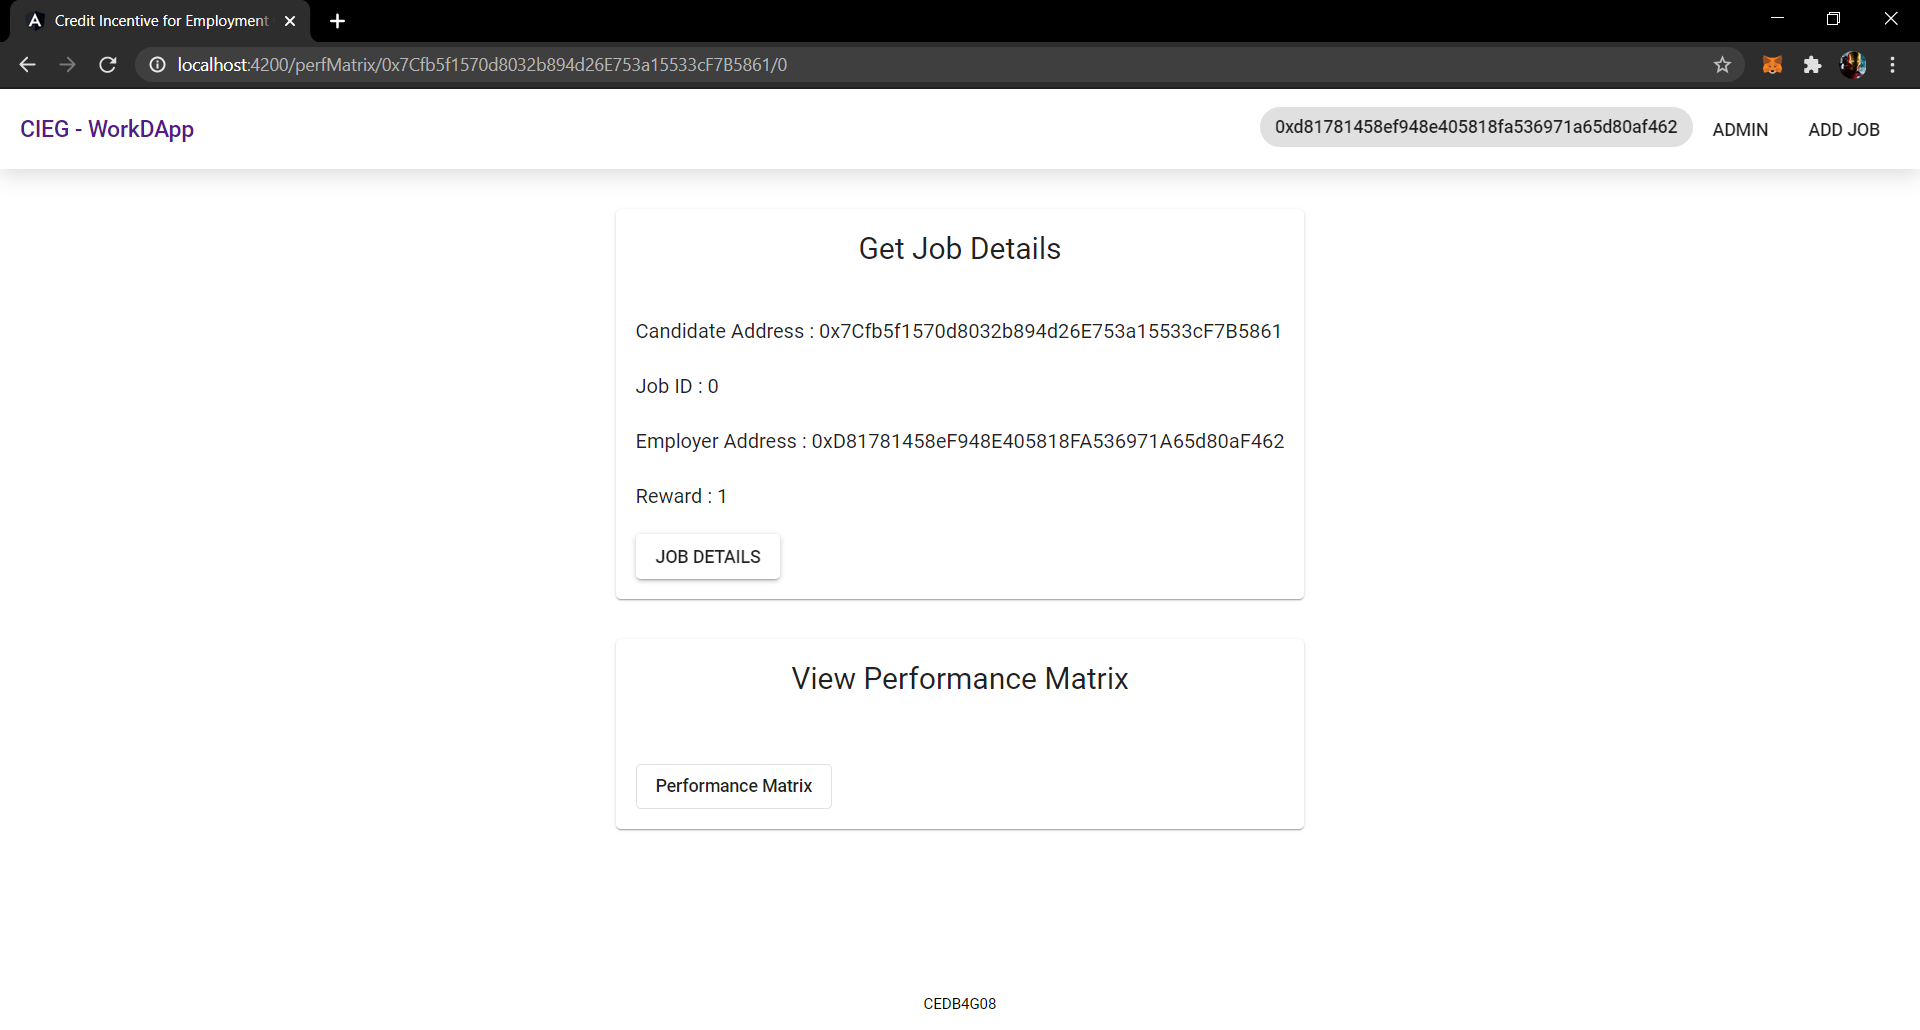 Credit Incentive for Employment
localhost:4200/perfMatrix/0x7Cfb5f1570d8032b894d26E753a15533cF7B5861/0
CIEG - WorkDApp
0xd81781458ef948e405818fa536971a65d80af462
ADMIN
ADD JOB
Get Job Details
Candidate Address : 0x7Cfb5f1570d8032b894d26E753a15533cF7B5861
Job ID : 0
Employer Address : 0xD81781458eF948E405818FA536971A65d80aF462
Reward : 1
JOB DETAILS
View Performance Matrix
Performance Matrix
CEDB4G08